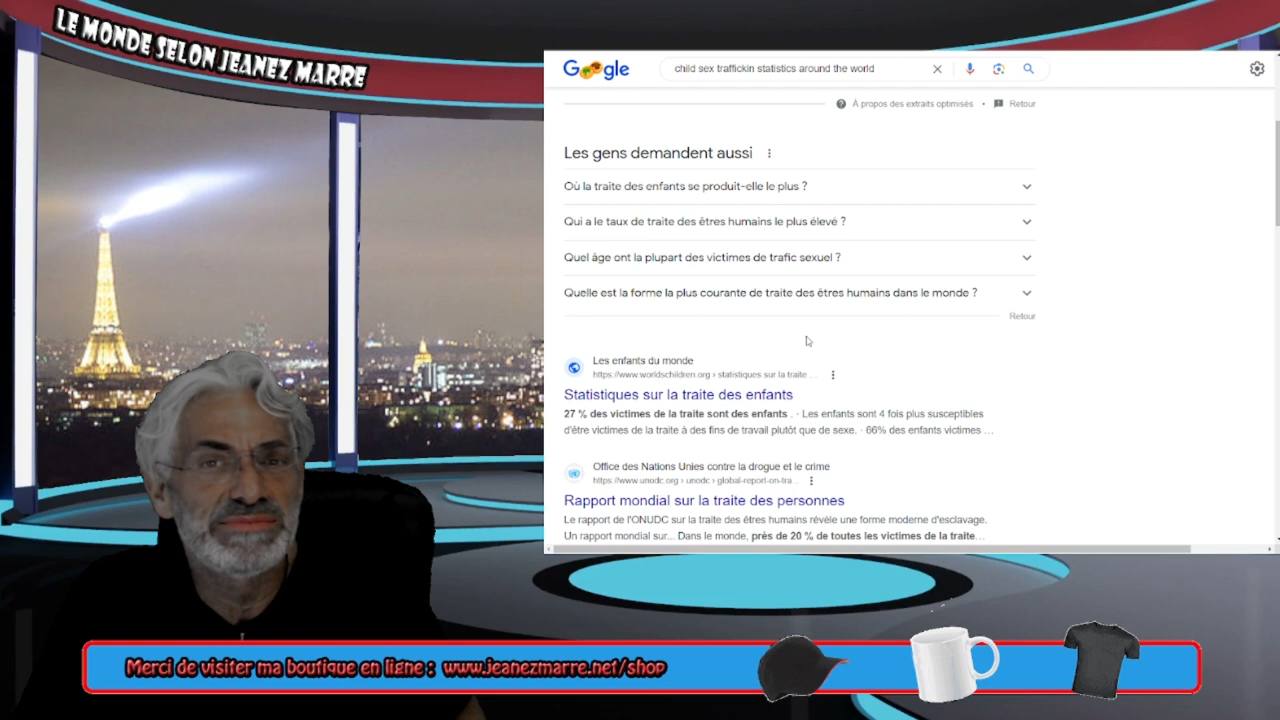 LE MONDE SELON JEANEZ MARRE
Google
child sex traffickin statistics around the world
À propos des extraits optimisés • Retour
Les gens demandent aussi
Où la traite des enfants se produit-elle le plus ?
Qui a le taux de traite des êtres humains le plus élevé ?
Quel âge ont la plupart des victimes de trafic sexuel ?
Quelle est la forme la plus courante de traite des êtres humains dans le monde ?
Retour
Les enfants du monde
https://www.worldschildren.org › statistiques sur la traite ...
Statistiques sur la traite des enfants
27 % des victimes de la traite sont des enfants . · Les enfants sont 4 fois plus susceptibles
d'être victimes de la traite à des fins de travail plutôt que de sexe. · 66% des enfants victimes ...
Office des Nations Unies contre la drogue et le crime
https://www.unodc.org › unodc › global-report-on-tra...
Rapport mondial sur la traite des personnes
Le rapport de l'ONUDC sur la traite des êtres humains révèle une forme moderne d'esclavage.
Un rapport mondial sur... Dans le monde, près de 20 % de toutes les victimes de la traite...
Merci de visiter ma boutique en ligne : www.jeanezmarre.net/shop